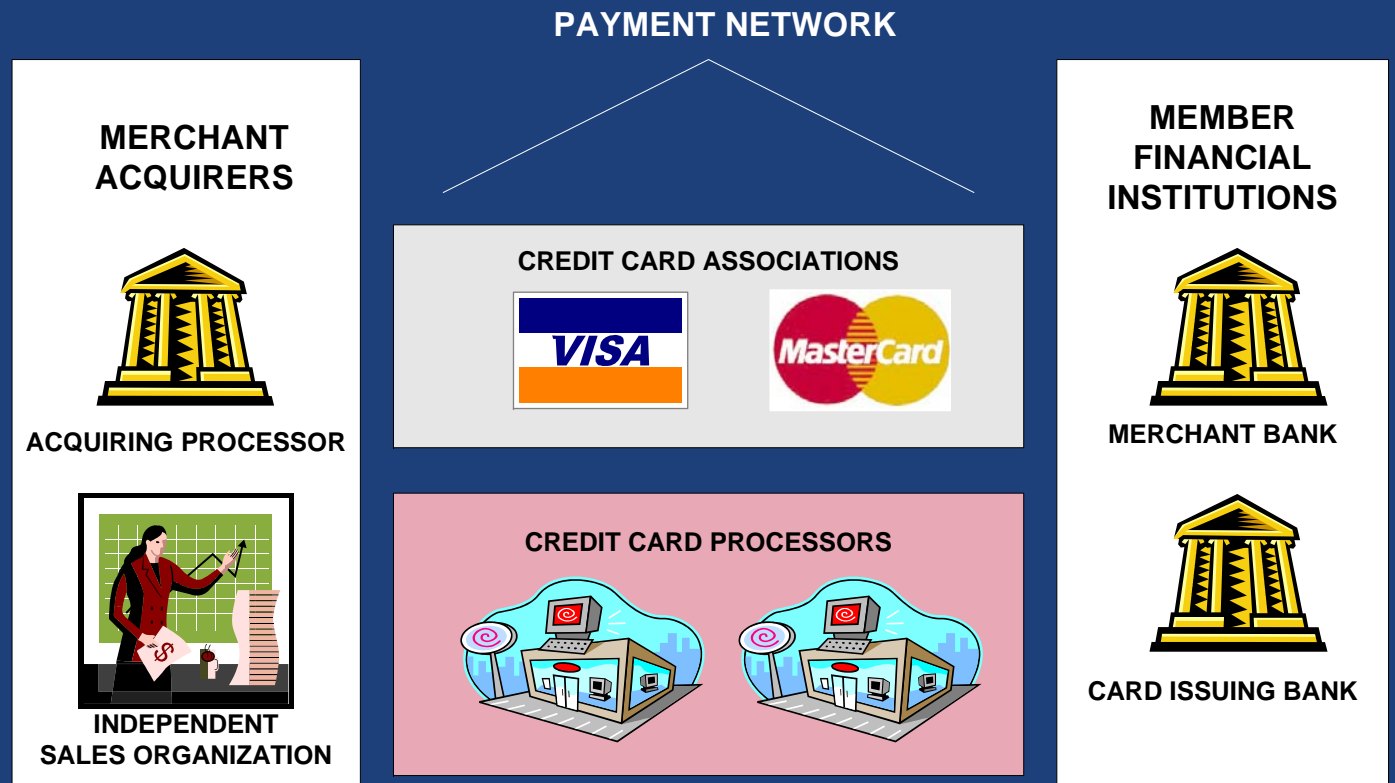 PAYMENT NETWORK
MERCHANT
ACQUIRERS
ACQUIRING PROCESSOR
$
INDEPENDENT
SALES ORGANIZATION
CREDIT CARD ASSOCIATIONS
VISA
MasterCard
CREDIT CARD PROCESSORS
MEMBER
FINANCIAL
INSTITUTIONS
MERCHANT BANK
CARD ISSUING BANK